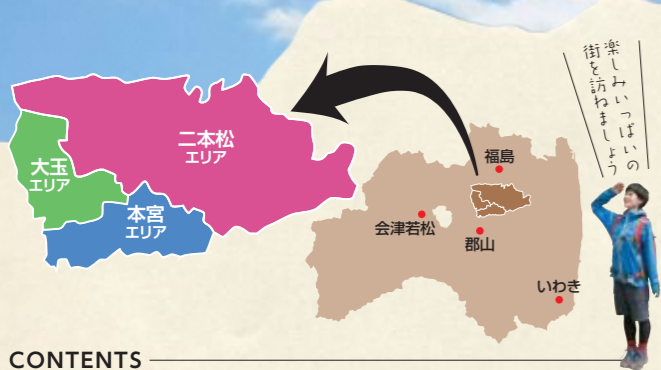 楽しみいっぱいの
街を訪ねましょう
二本松
エリア
大玉
エリア
本宮
エリア
福島
会津若松
郡山
いわき
CONTENTS